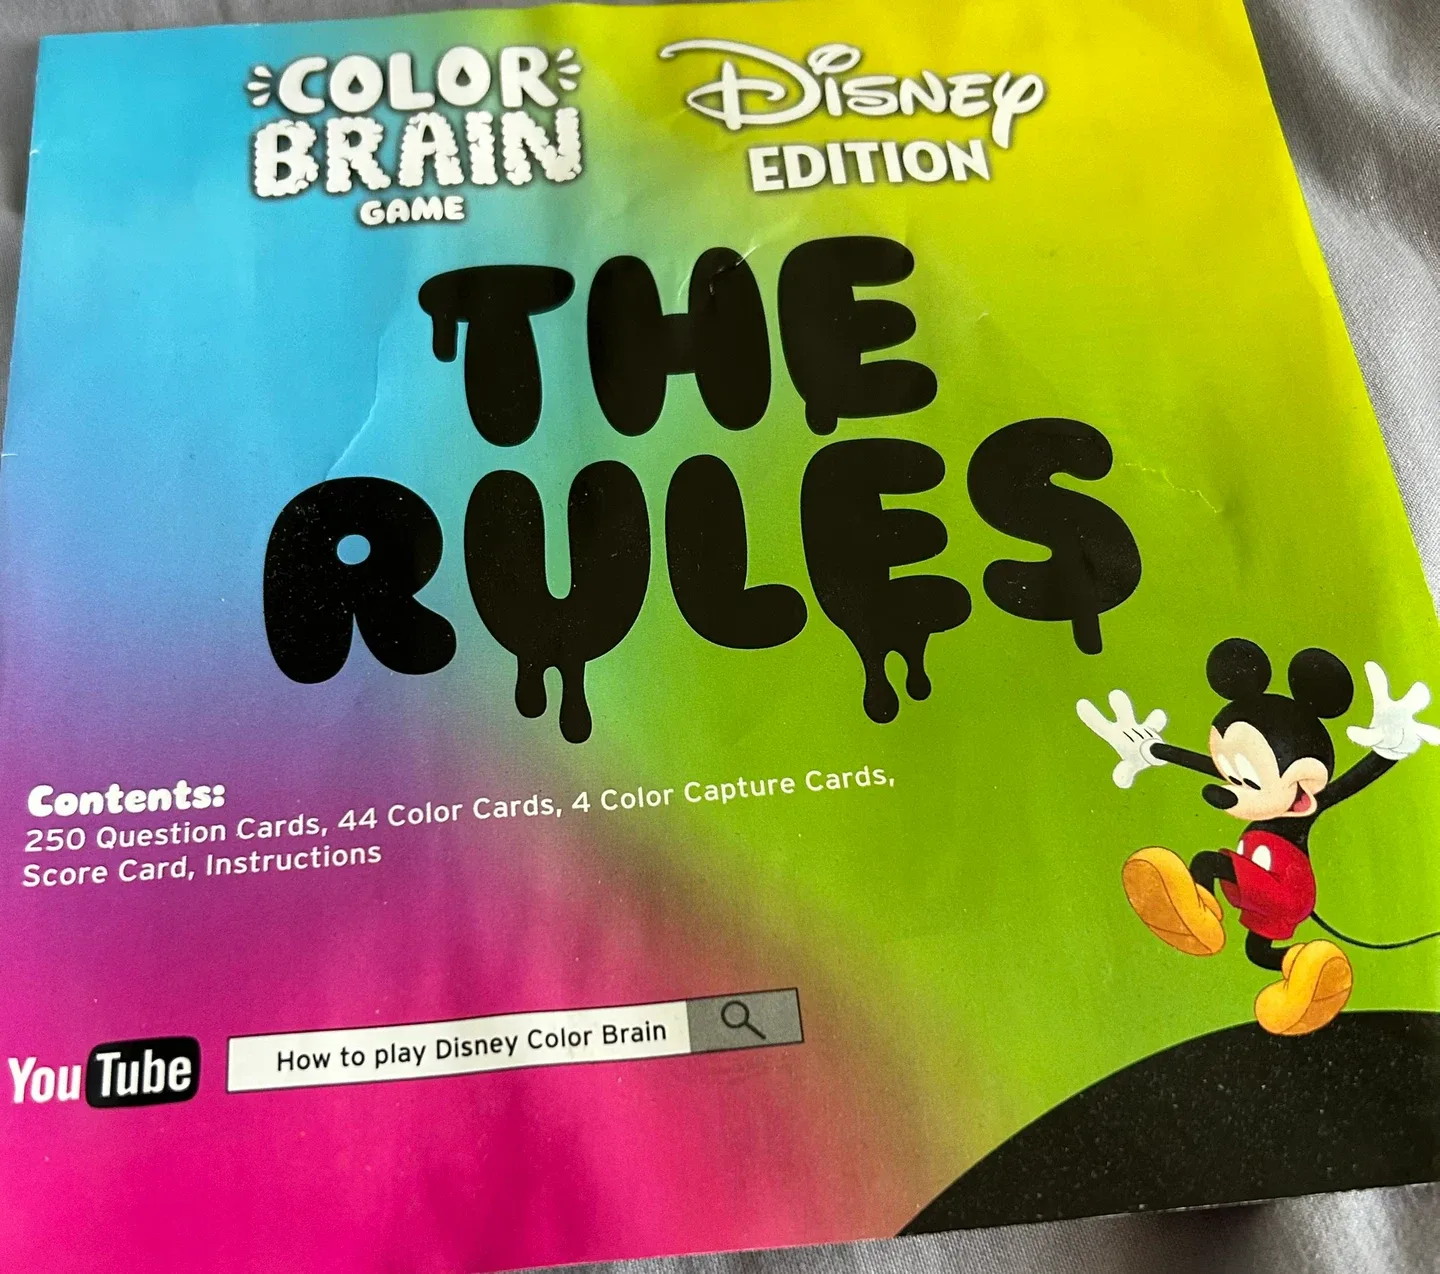 COLOR
BRAIN
GAME
Disney
EDITION
THE
RULES
Contents:
250 Question Cards, 44 Color Cards, 4 Color Capture Cards,
Score Card, Instructions
YouTube
How to play Disney Color Brain